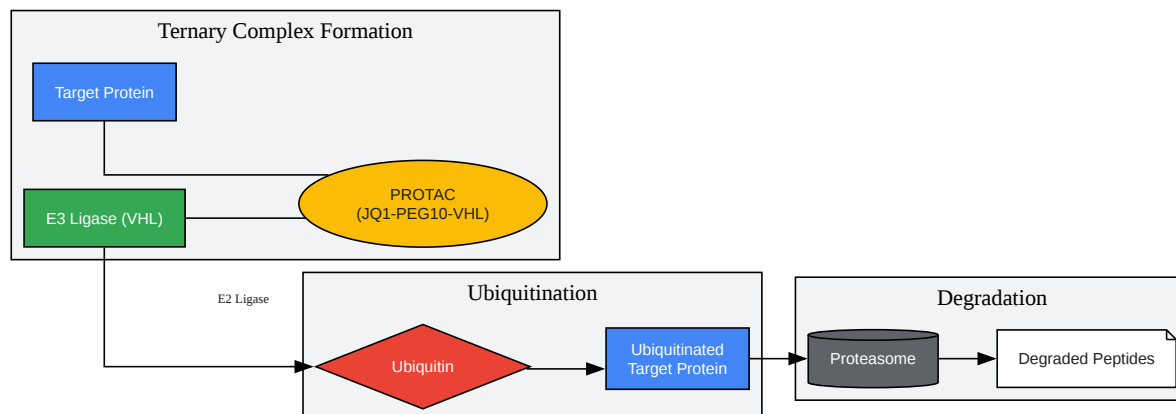 Ternary Complex Formation
Target Protein
E3 Ligase (VHL)
PROTAC
(JQ1-PEG10-VHL)
E2 Ligase
Ubiquitination
Ubiquitin
Ubiquitinated
Target Protein
Degradation
Proteasome
Degraded Peptides